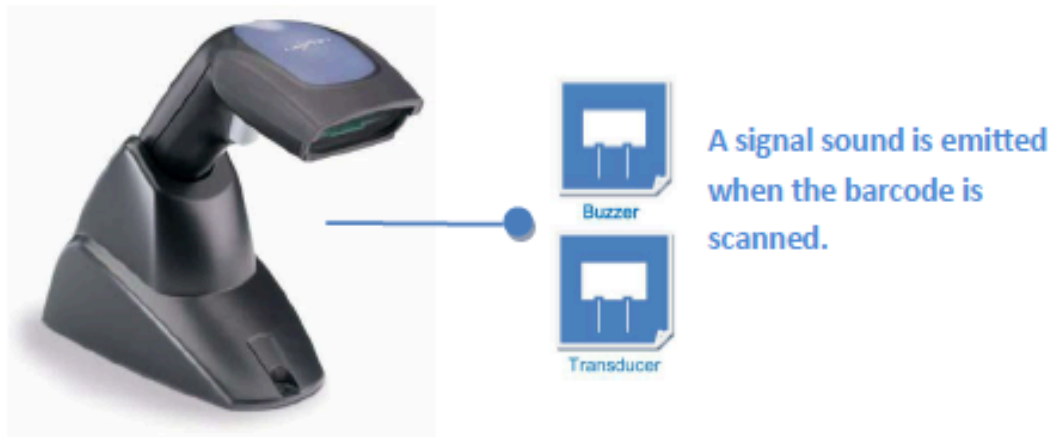 Buzzer
Transducer
A signal sound is emitted
when the barcode is
scanned.